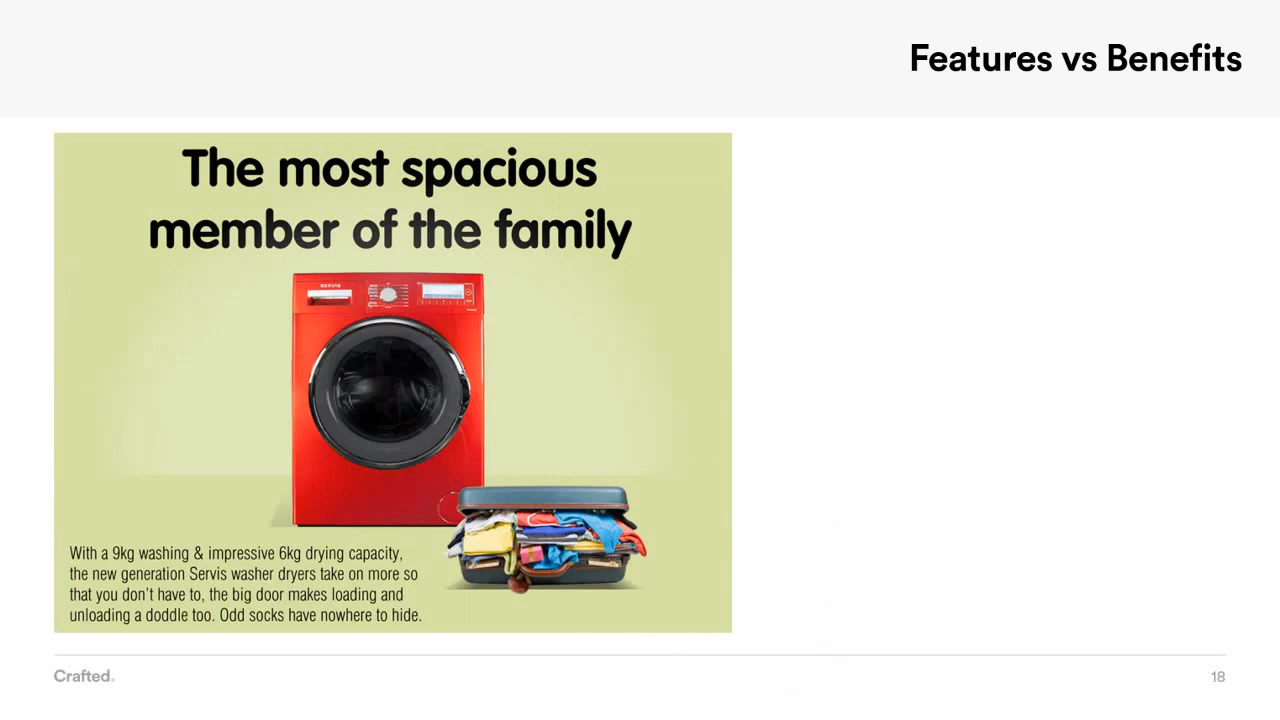 Features vs Benefits
The most spacious
member of the family
SERVIS
With a 9kg washing & impressive 6kg drying capacity,
the new generation Servis washer dryers take on more so
that you don't have to, the big door makes loading and
unloading a doddle too. Odd socks have nowhere to hide.
Crafted.
18